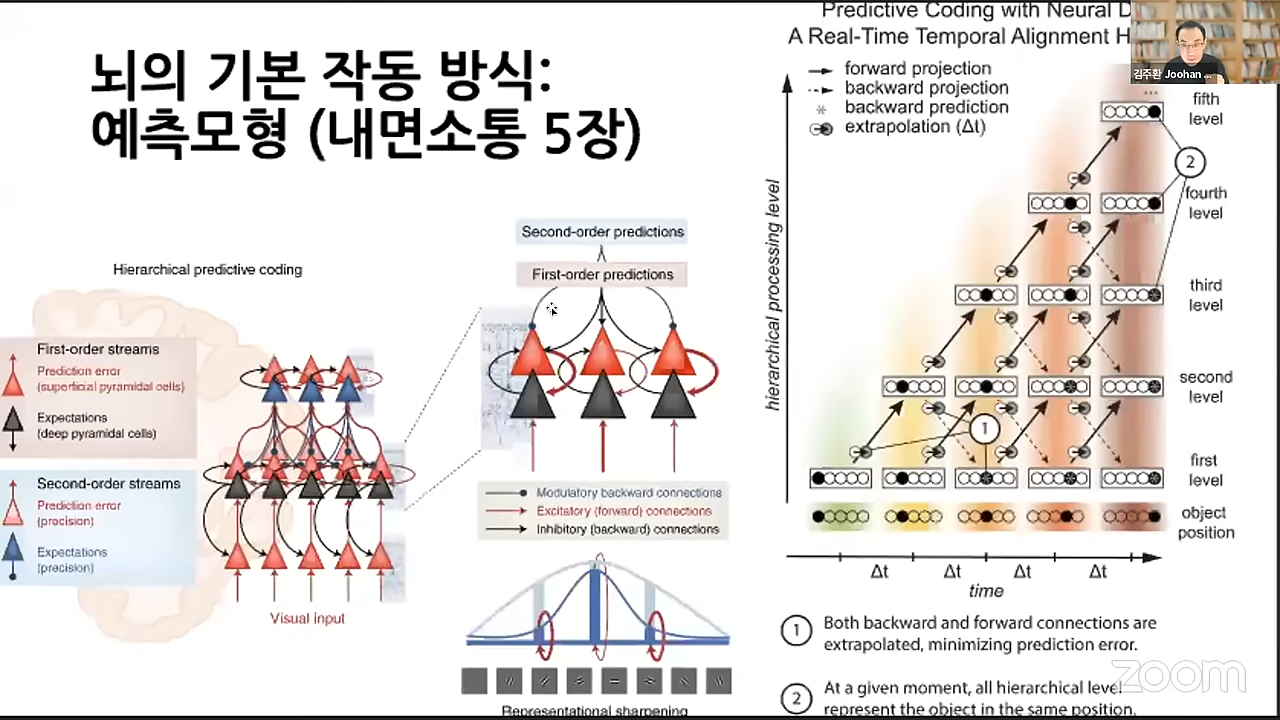 뇌의 기본 작동 방식:
예측모형 (내면소통 5장)
Hierarchical predictive coding
First-order streams
Prediction error
(superficial pyramidal cells)
Expectations
(deep pyramidal cells)
Second-order streams
Prediction error
(precision)
Expectations
(precision)
Visual input
Second-order predictions
First-order predictions
Modulatory backward connections
Excitatory (forward) connections
Inhibitory (backward) connections
Representational sharpening
Predictive Coding with Neural D
A Real-Time Temporal Alignment H
forward projection
backward projection
backward prediction
extrapolation (Δt)
hierarchical processing level
...
fifth
level
2
fourth
level
third
level
second
level
1
first
level
object
position
Δt Δt Δt Δt
time
1 Both backward and forward connections are
extrapolated, minimizing prediction error.
2 At a given moment, all hierarchical level
represent the object in the same position.
김주환 Joohan ...
zoom